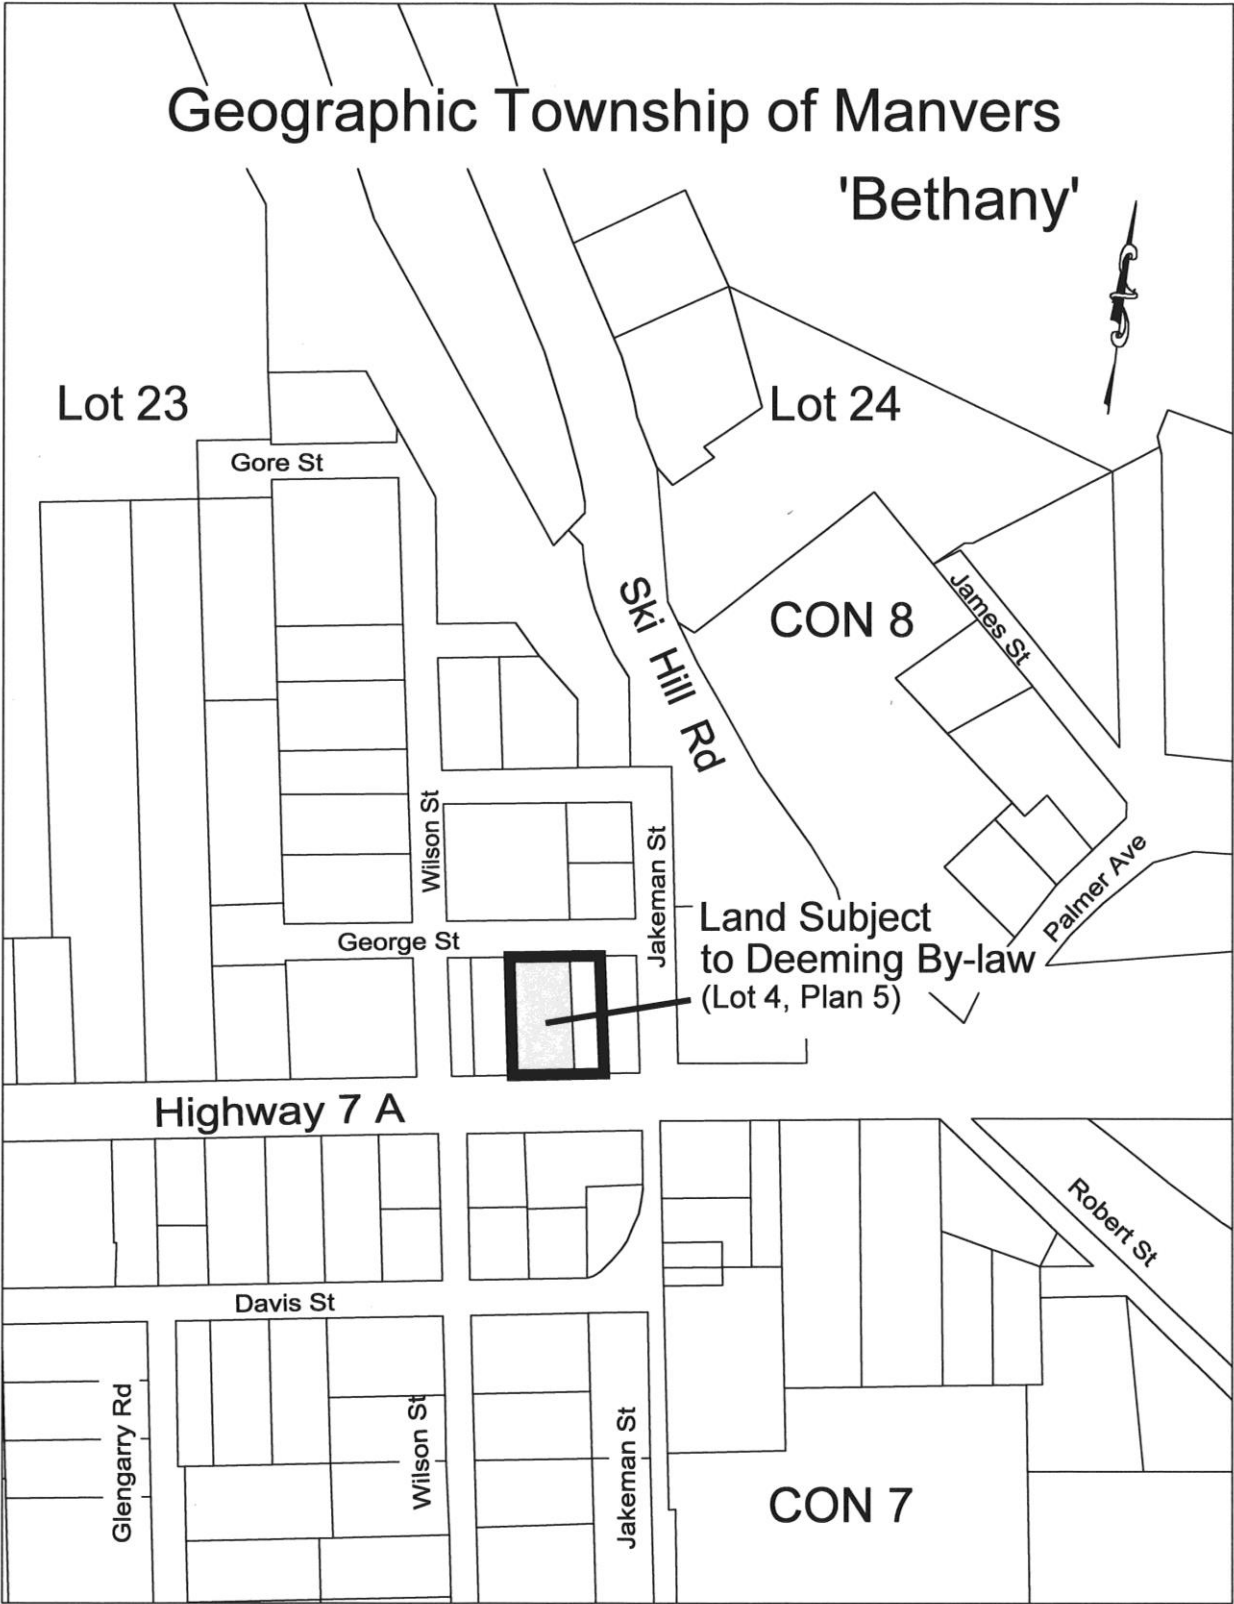 Geographic Township of Manvers
'Bethany'
Lot 23
Lot 24
Gore St
Ski Hill Rd
CON 8
James St
Wilson St
Jakeman St
Palmer Ave
George St
Land Subject
to Deeming By-law
(Lot 4, Plan 5)
Highway 7 A
Robert St
Davis St
Glengarry Rd
Wilson St
Jakeman St
CON 7